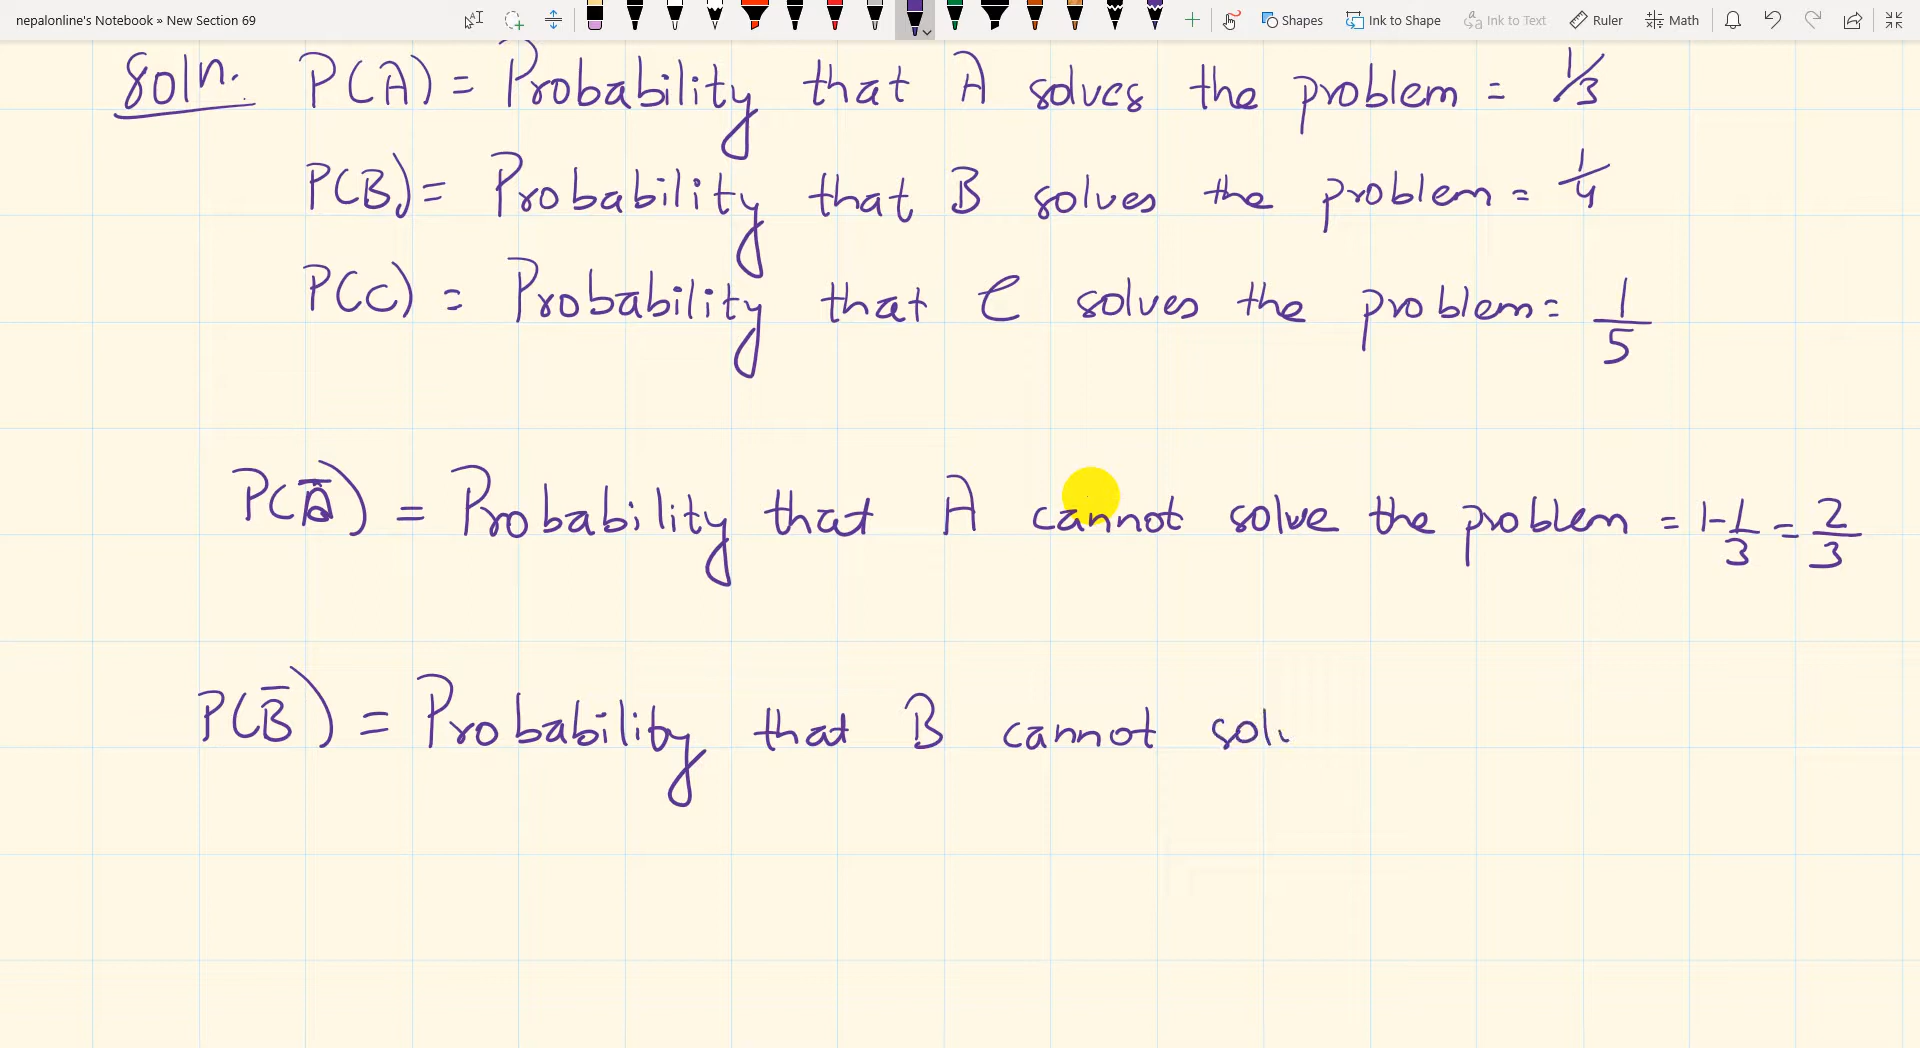 nepalonline's Notebook » New Section 69 Shapes Ink to Shape Ink to Text Ruler Math
Soln. P(A) = Probability that A solves the problem = 1/3
P(B) = Probability that B solves the problem = 1/4
P(C) = Probability that C solves the problem = 1/5
P(Ā) = Probability that A cannot solve the problem = 1-1/3 = 2/3
P(B̄) = Probability that B cannot solv